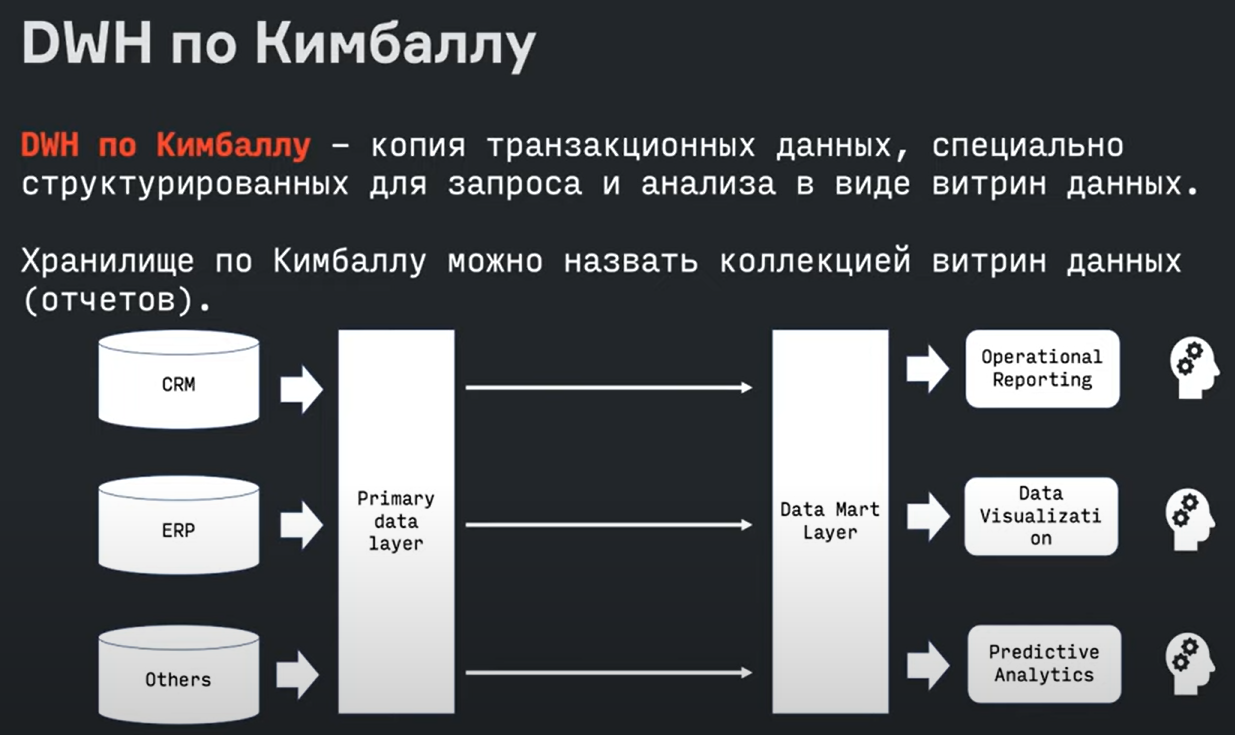 DWH по Кимбаллу
DWH по Кимбаллу – копия транзакционных данных, специально
структурированных для запроса и анализа в виде витрин данных.
Хранилище по Кимбаллу можно назвать коллекцией витрин данных
(отчетов).
CRM
ERP
Others
Primary
data
layer
Data Mart
Layer
Operational
Reporting
Data
Visualizati
on
Predictive
Analytics